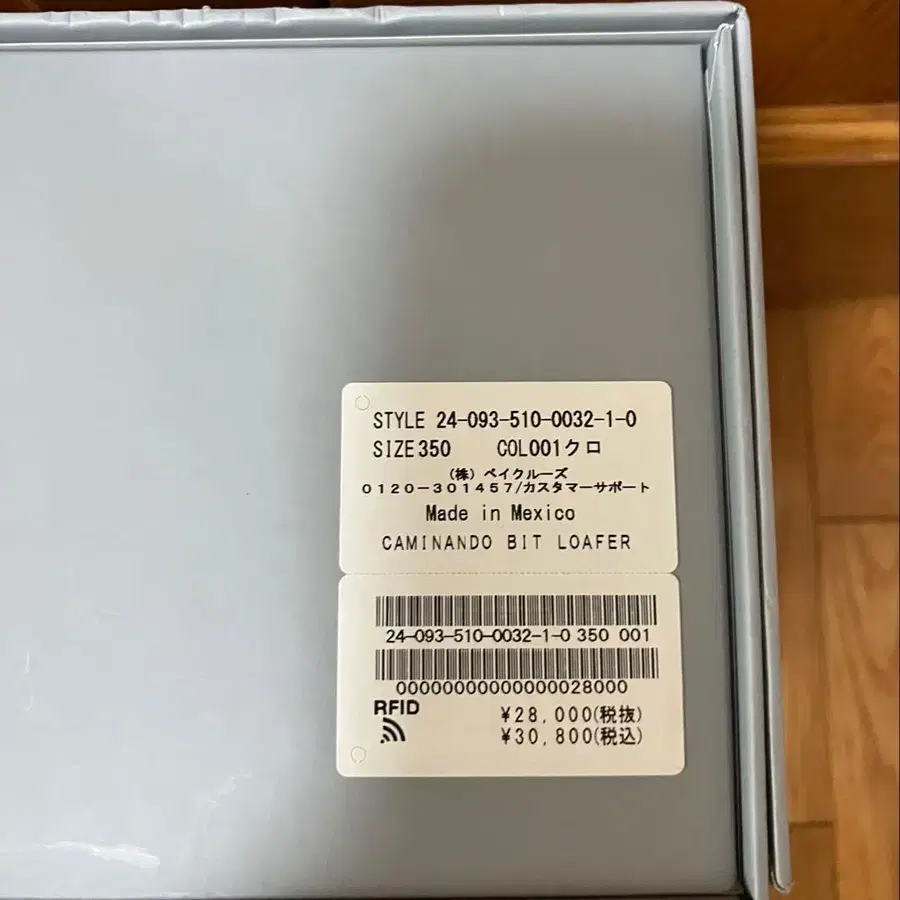 STYLE 24-093-510-0032-1-0
SIZE350 COL001クロ
(株) ベイクルーズ
0120-301457/カスタマーサポート
Made in Mexico
CAMINANDO BIT LOAFER
24-093-510-0032-1-0 350 001
00000000000000028000
RFID
¥28,000(税抜)
¥30,800(税込)